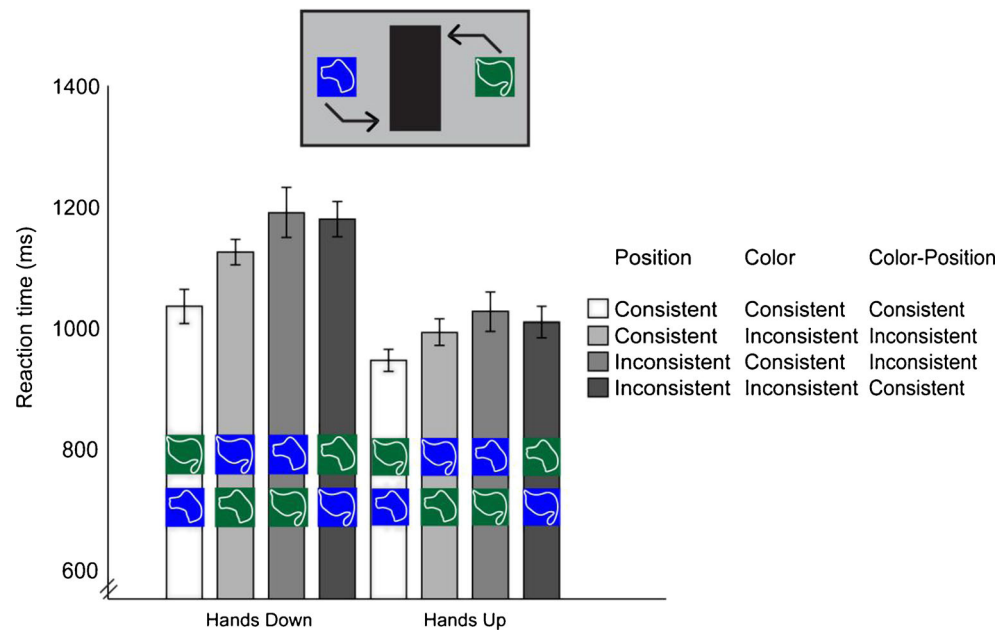 1400
1200
1000
800
600
Reaction time (ms)
Hands Down
Hands Up
Position Color Color-Position
Consistent Consistent Consistent
Consistent Inconsistent Inconsistent
Inconsistent Consistent Inconsistent
Inconsistent Inconsistent Consistent